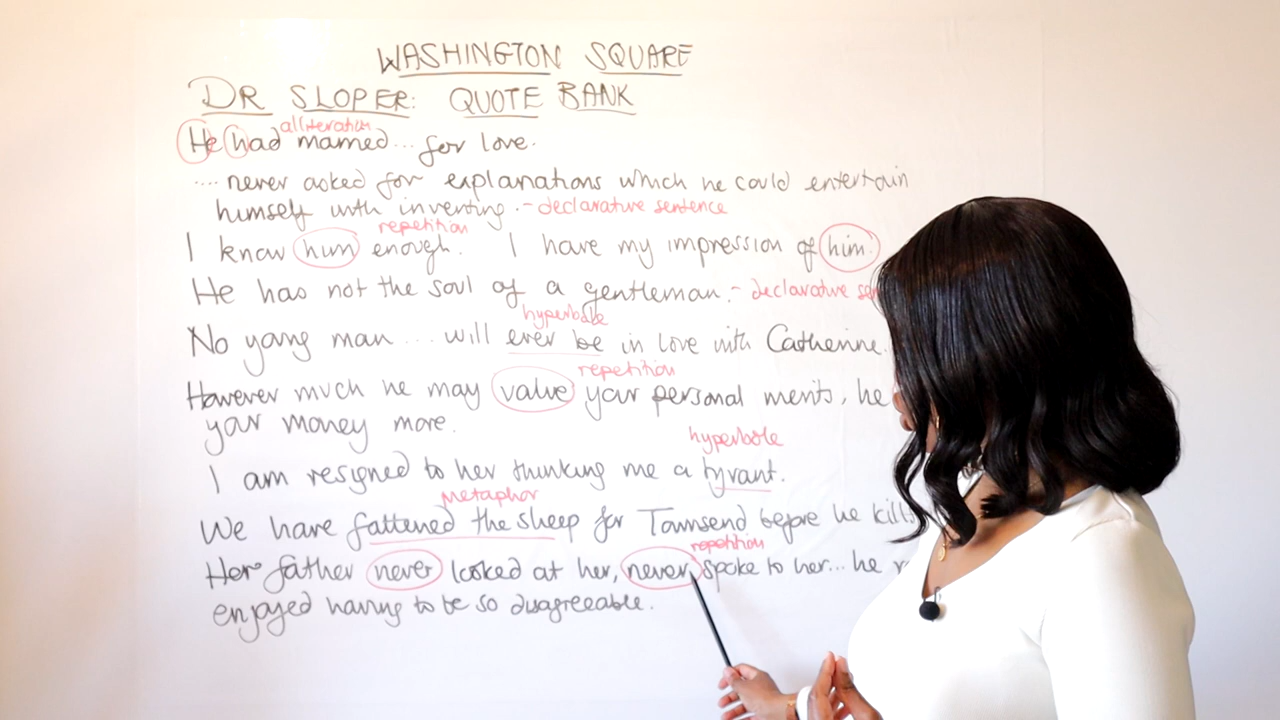 WASHINGTON SQUARE
DR SLOPER: QUOTE BANK
alliteration
He had married... for love.
.... never asked for explanations which he could entertain
himself with inventing. - declarative sentence
repetition
I know him enough. I have my impression of him.
He has not the soul of a gentleman. - declarative
hyperbole
No young man ... will ever be in love with Catherine.
repetition
However much he may value your personal merits, he
your money more.
hyperbole
I am resigned to her thinking me a tyrant.
metaphor
We have fattened the sheep for Townsend before he
repetition
Her father never looked at her, never spoke to her... he
enjoyed having to be so disagreeable.